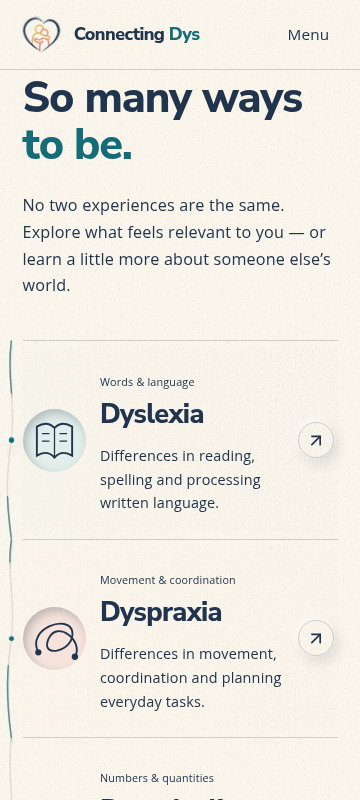 Connecting Dys
Menu
So many ways
to be.
No two experiences are the same.
Explore what feels relevant to you — or
learn a little more about someone else’s
world.
Words & language
Dyslexia
Differences in reading,
spelling and processing
written language.
Movement & coordination
Dyspraxia
Differences in movement,
coordination and planning
everyday tasks.
Numbers & quantities